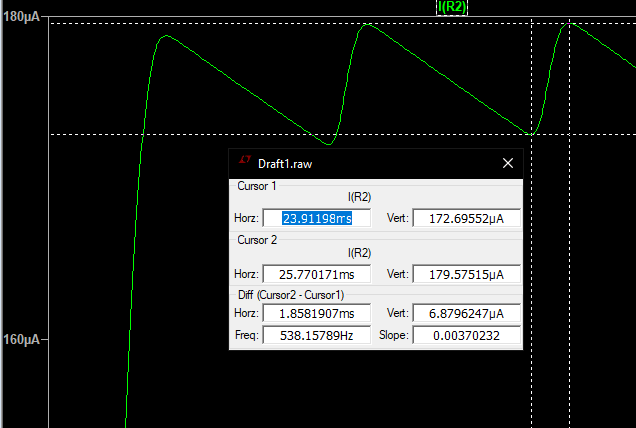 I(R2)
180µA
160µA
Draft1.raw
Cursor 1
I(R2)
Horz: 23.91198ms Vert: 172.69552µA
Cursor 2
I(R2)
Horz: 25.770171ms Vert: 179.57515µA
Diff (Cursor2 - Cursor1)
Horz: 1.8581907ms Vert: 6.8796247µA
Freq: 538.15789Hz Slope: 0.00370232